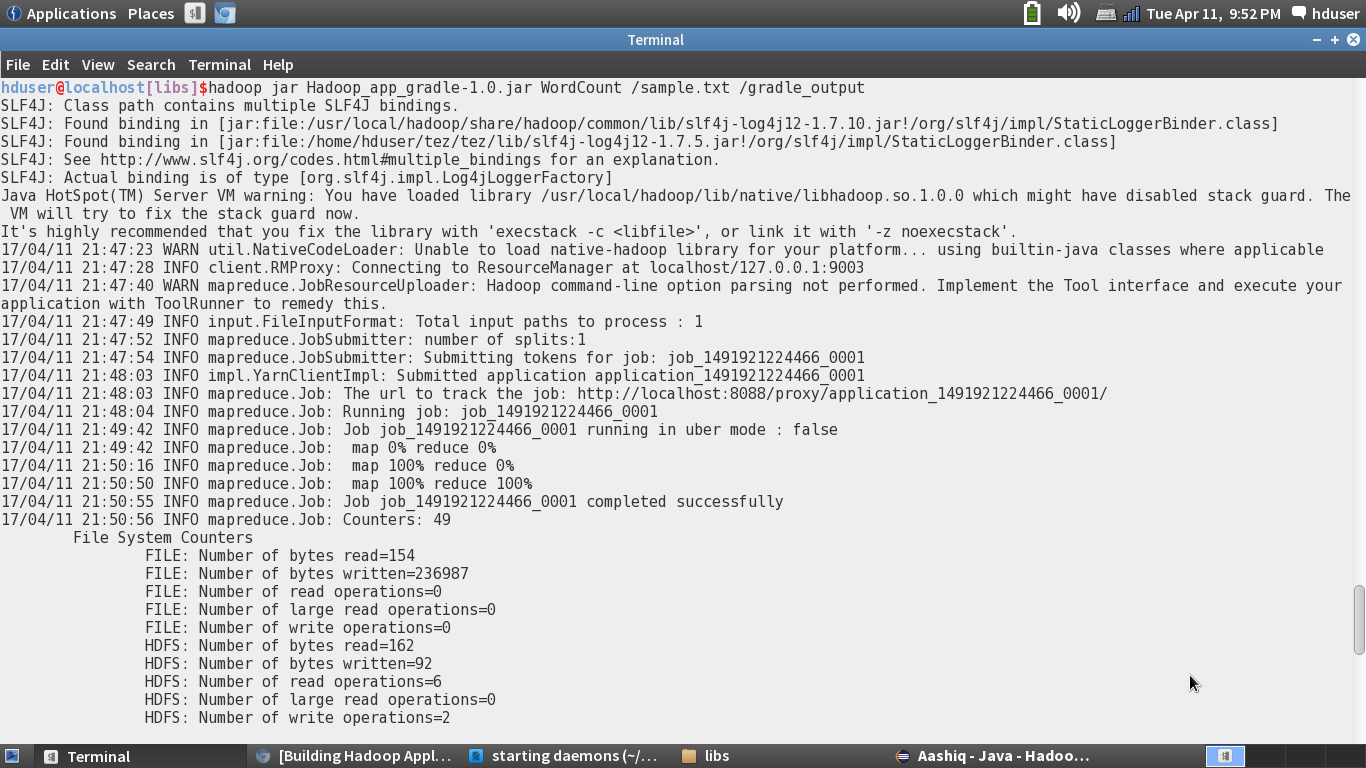 Applications Places Tue Apr 11, 9:52 PM hduser
Terminal
File Edit View Search Terminal Help
hduser@localhost[libs]$hadoop jar Hadoop_app_gradle-1.0.jar WordCount /sample.txt /gradle_output
SLF4J: Class path contains multiple SLF4J bindings.
SLF4J: Found binding in [jar:file:/usr/local/hadoop/share/hadoop/common/lib/slf4j-log4j12-1.7.10.jar!/org/slf4j/impl/StaticLoggerBinder.class]
SLF4J: Found binding in [jar:file:/home/hduser/tez/tez/lib/slf4j-log4j12-1.7.5.jar!/org/slf4j/impl/StaticLoggerBinder.class]
SLF4J: See http://www.slf4j.org/codes.html#multiple_bindings for an explanation.
SLF4J: Actual binding is of type [org.slf4j.impl.Log4jLoggerFactory]
Java HotSpot(TM) Server VM warning: You have loaded library /usr/local/hadoop/lib/native/libhadoop.so.1.0.0 which might have disabled stack guard. The
 VM will try to fix the stack guard now.
It's highly recommended that you fix the library with 'execstack -c <libfile>', or link it with '-z noexecstack'.
17/04/11 21:47:23 WARN util.NativeCodeLoader: Unable to load native-hadoop library for your platform... using builtin-java classes where applicable
17/04/11 21:47:28 INFO client.RMProxy: Connecting to ResourceManager at localhost/127.0.0.1:9003
17/04/11 21:47:40 WARN mapreduce.JobResourceUploader: Hadoop command-line option parsing not performed. Implement the Tool interface and execute your
application with ToolRunner to remedy this.
17/04/11 21:47:49 INFO input.FileInputFormat: Total input paths to process : 1
17/04/11 21:47:52 INFO mapreduce.JobSubmitter: number of splits:1
17/04/11 21:47:54 INFO mapreduce.JobSubmitter: Submitting tokens for job: job_1491921224466_0001
17/04/11 21:48:03 INFO impl.YarnClientImpl: Submitted application application_1491921224466_0001
17/04/11 21:48:03 INFO mapreduce.Job: The url to track the job: http://localhost:8088/proxy/application_1491921224466_0001/
17/04/11 21:48:04 INFO mapreduce.Job: Running job: job_1491921224466_0001
17/04/11 21:49:42 INFO mapreduce.Job: Job job_1491921224466_0001 running in uber mode : false
17/04/11 21:49:42 INFO mapreduce.Job:  map 0% reduce 0%
17/04/11 21:50:16 INFO mapreduce.Job:  map 100% reduce 0%
17/04/11 21:50:50 INFO mapreduce.Job:  map 100% reduce 100%
17/04/11 21:50:55 INFO mapreduce.Job: Job job_1491921224466_0001 completed successfully
17/04/11 21:50:56 INFO mapreduce.Job: Counters: 49
File System Counters
FILE: Number of bytes read=154
FILE: Number of bytes written=236987
FILE: Number of read operations=0
FILE: Number of large read operations=0
FILE: Number of write operations=0
HDFS: Number of bytes read=162
HDFS: Number of bytes written=92
HDFS: Number of read operations=6
HDFS: Number of large read operations=0
HDFS: Number of write operations=2
Terminal [Building Hadoop Appl... starting daemons (~/... libs Aashiq - Java - Hadoo...